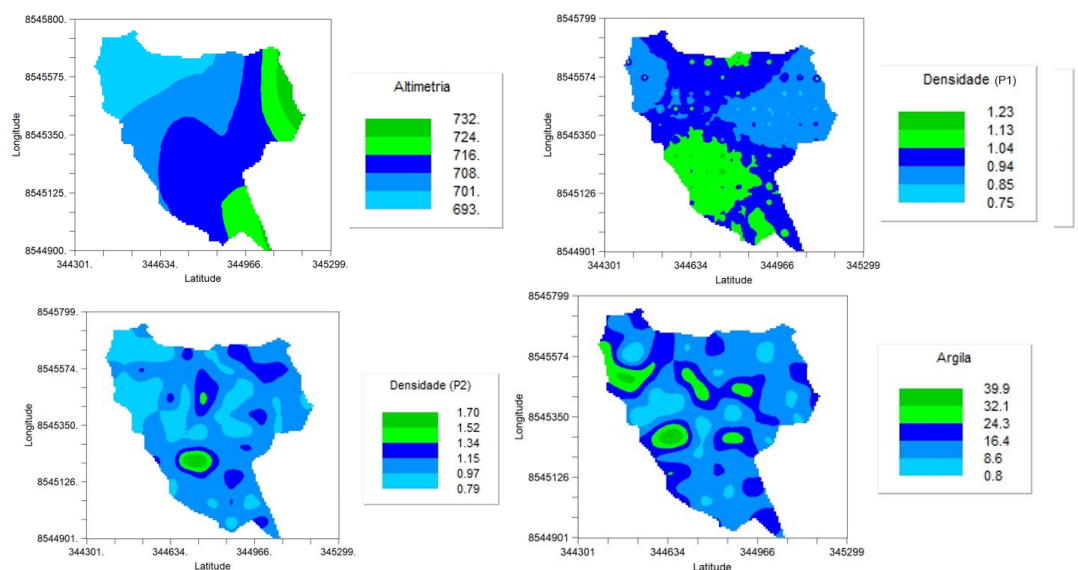 8545800.
8545575.
8545350.
8545125.
8544900.
Longitude
344301. 344634. 344966. 345299.
Latitude
Altimetria
732.
724.
716.
708.
701.
693.
8545799
8545574
8545350
8545126
8544901
Longitude
344301 344634 344966 345299
Latitude
Densidade (P1)
1.23
1.13
1.04
0.94
0.85
0.75
8545799.
8545574.
8545350.
8545126.
8544901.
Longitude
344301. 344634. 344966. 345299.
Latitude
Densidade (P2)
1.70
1.52
1.34
1.15
0.97
0.79
8545799
8545574
8545350
8545126
8544901
Longitude
344301 344634 344966 345299
Latitude
Argila
39.9
32.1
24.3
16.4
8.6
0.8